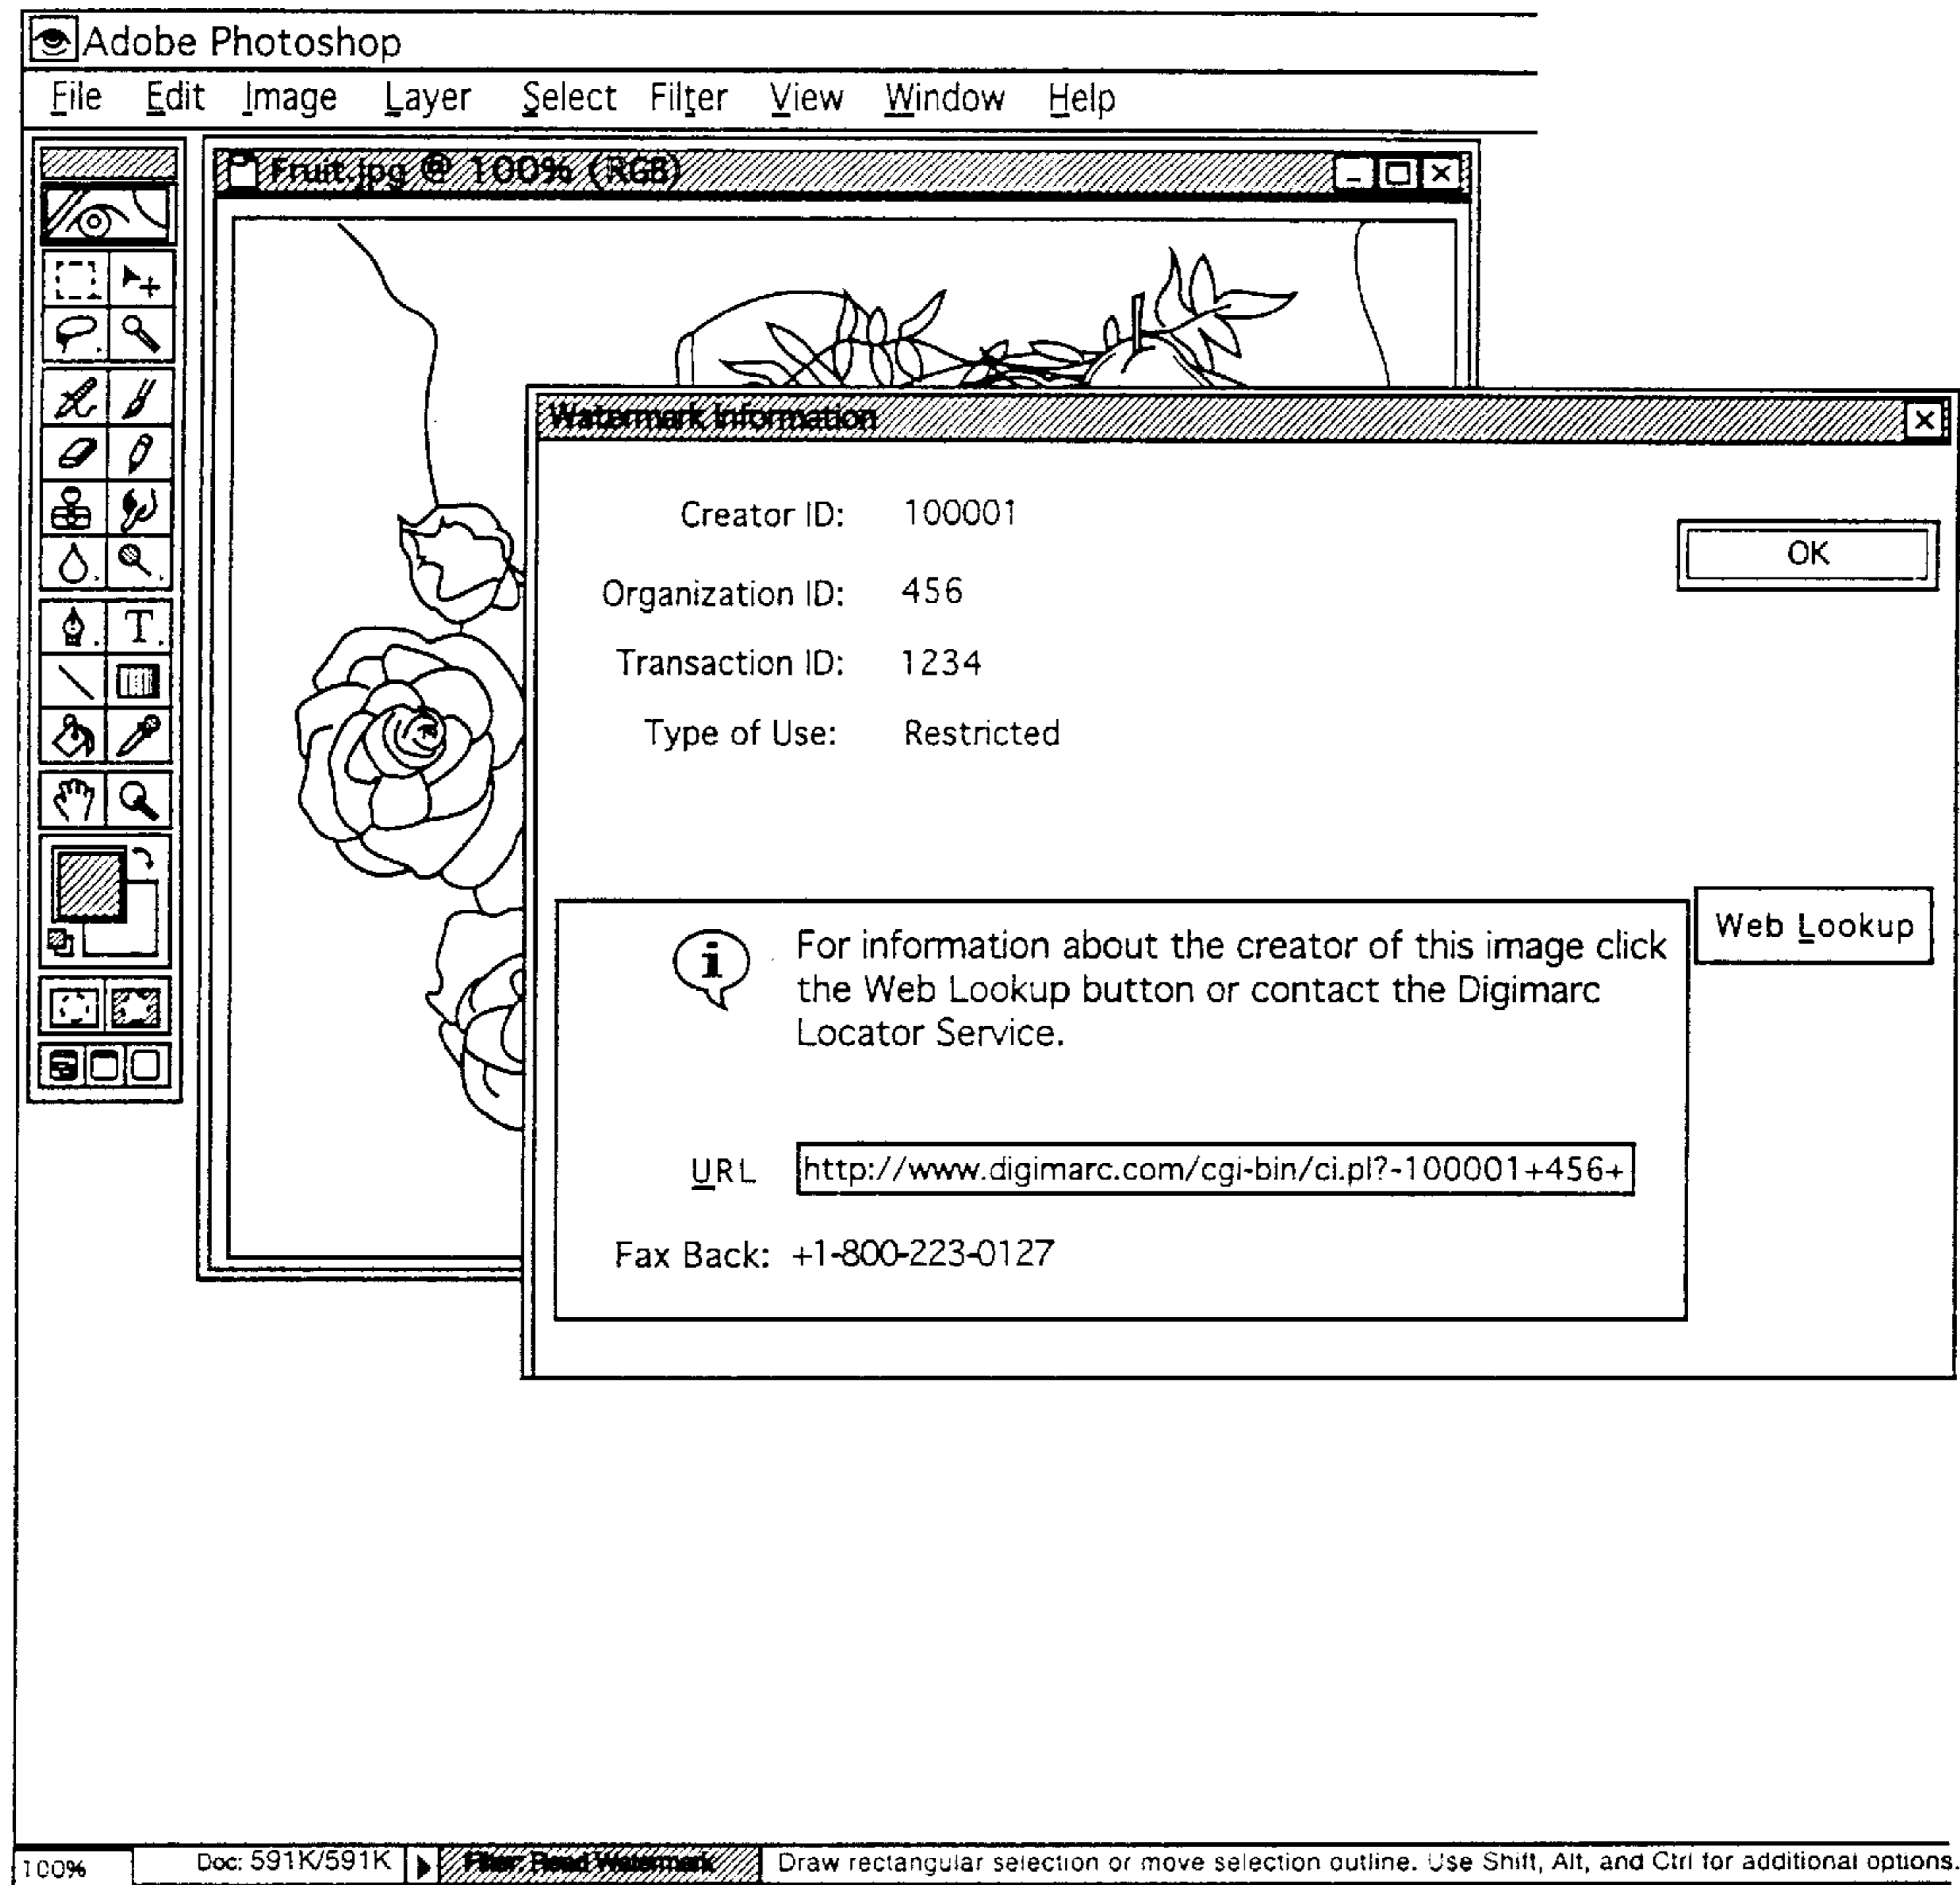 Adobe Photoshop
File Edit Image Layer Select Filter View Window Help
Fruit.jpg @ 100% (RGB)
Watermark Information
Creator ID: 100001
OK
Organization ID: 456
Transaction ID: 1234
Type of Use: Restricted
Web Lookup
i
For information about the creator of this image click
the Web Lookup button or contact the Digimarc
Locator Service.
URL http://www.digimarc.com/cgi-bin/ci.pl?-100001+456+
Fax Back: +1-800-223-0127
T
100% Doc: 591K/591K Filter: Read Watermark Draw rectangular selection or move selection outline. Use Shift, Alt, and Ctrl for additional options.